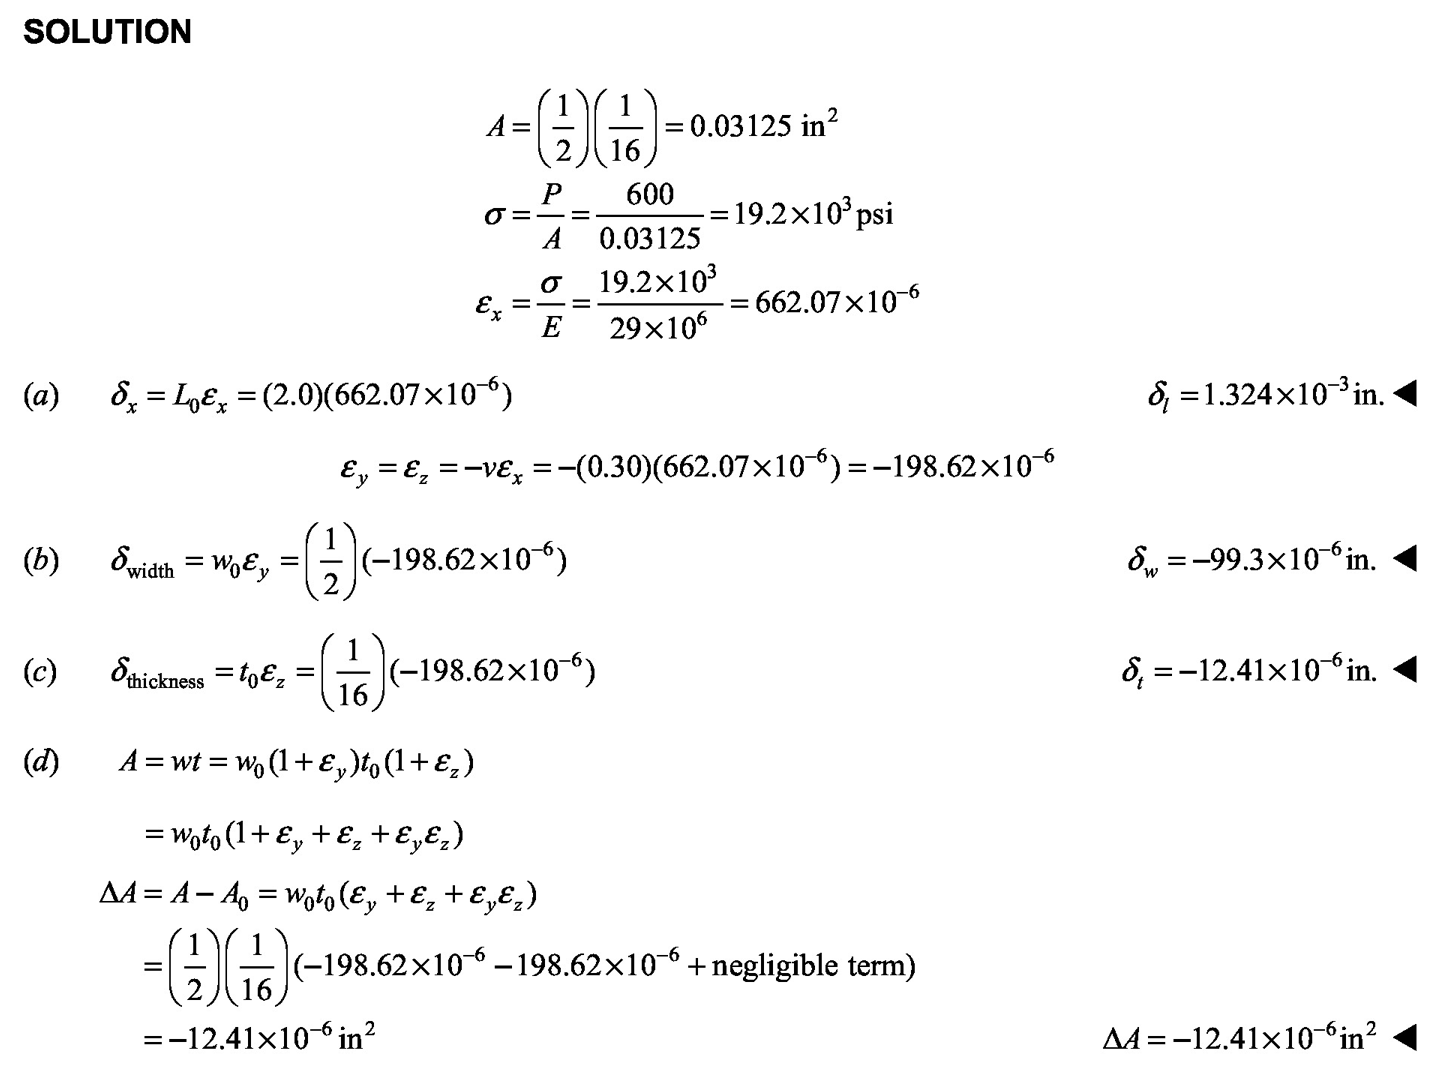 SOLUTION
A = (1/2)(1/16) = 0.03125 in²
σ = P/A = 600/0.03125 = 19.2×10³ psi
εₓ = σ/E = 19.2×10³/29×10⁶ = 662.07×10⁻⁶
(a) δₓ = L₀εₓ = (2.0)(662.07×10⁻⁶) δ_l = 1.324×10⁻³ in. ◀
ε_y = ε_z = −vεₓ = −(0.30)(662.07×10⁻⁶) = −198.62×10⁻⁶
(b) δ_width = w₀ε_y = (1/2)(−198.62×10⁻⁶) δ_w = −99.3×10⁻⁶ in. ◀
(c) δ_thickness = t₀ε_z = (1/16)(−198.62×10⁻⁶) δ_t = −12.41×10⁻⁶ in. ◀
(d) A = wt = w₀(1+ε_y)t₀(1+ε_z)
= w₀t₀(1+ε_y+ε_z+ε_yε_z)
ΔA = A − A₀ = w₀t₀(ε_y+ε_z+ε_yε_z)
= (1/2)(1/16)(−198.62×10⁻⁶ −198.62×10⁻⁶ + negligible term)
= −12.41×10⁻⁶ in² ΔA = −12.41×10⁻⁶ in² ◀